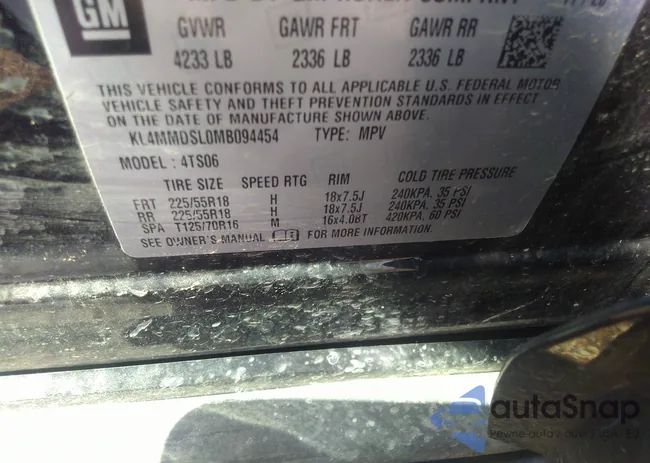 GM
GVWR GAWR FRT GAWR RR
4233 LB 2336 LB 2336 LB
THIS VEHICLE CONFORMS TO ALL APPLICABLE U.S. FEDERAL MOTOR
VEHICLE SAFETY AND THEFT PREVENTION STANDARDS IN EFFECT
ON THE DATE OF MANUFACTURE SHOWN ABOVE.
KL4MMDSL0MB094454 TYPE: MPV
MODEL: 4TS06
TIRE SIZE SPEED RTG RIM COLD TIRE PRESSURE
FRT 225/55R18 H 18x7.5J 240KPA, 35 PSI
RR 225/55R18 H 18x7.5J 240KPA, 35 PSI
SPA T125/70R16 M 16x4.0BT 420KPA, 60 PSI
SEE OWNER'S MANUAL FOR MORE INFORMATION.
autaSnap